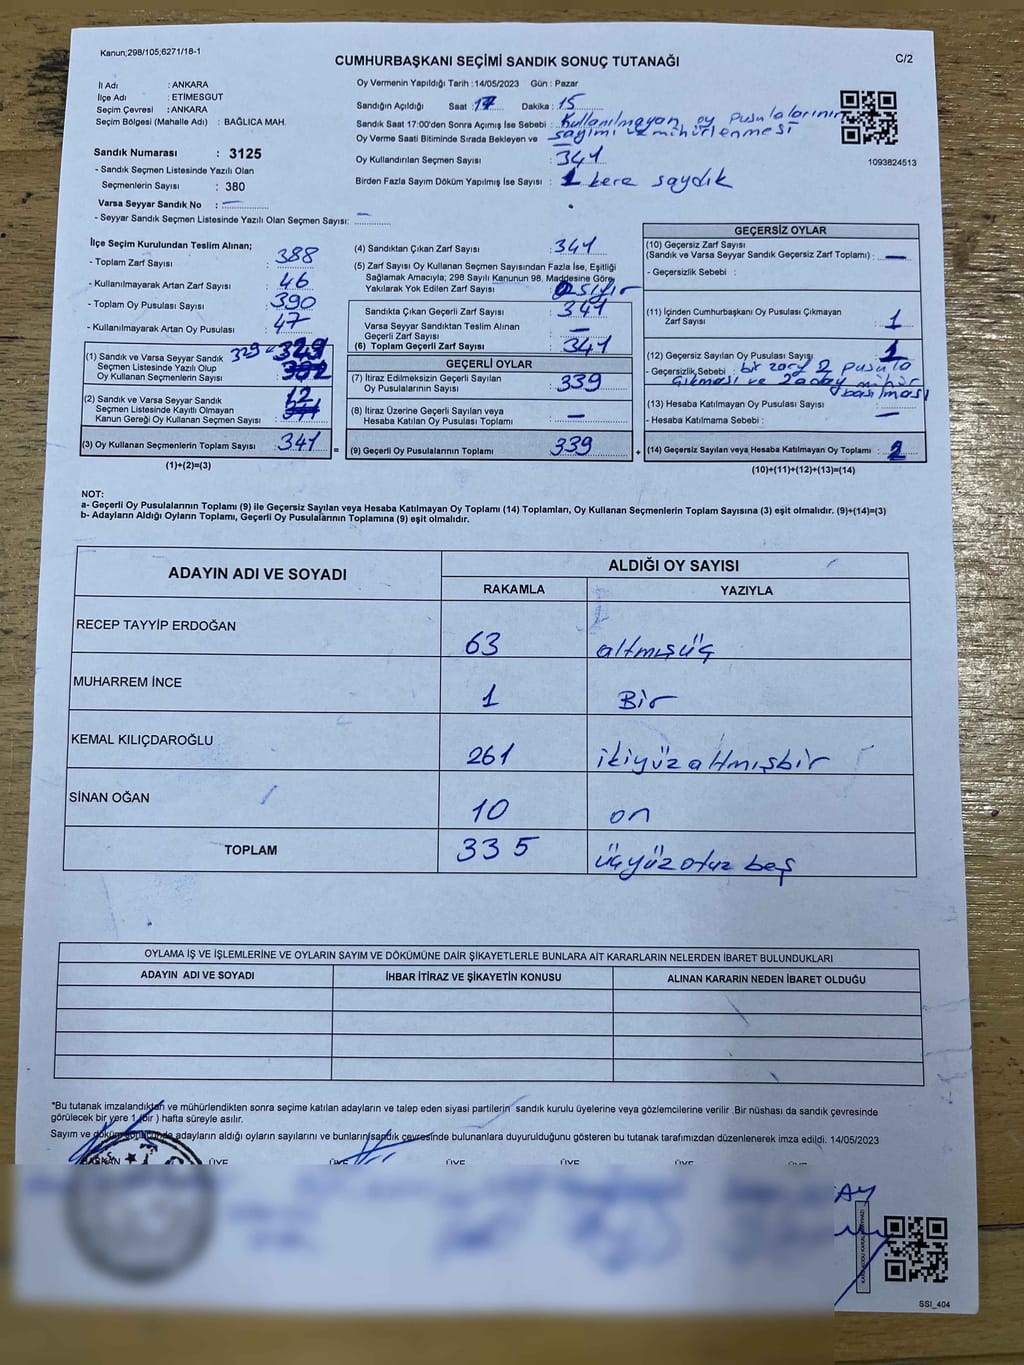 Kanun;298/105;6271/18-1
CUMHURBAŞKANI SEÇİMİ SANDIK SONUÇ TUTANAĞI
C/2
İl Adı : ANKARA
İlçe Adı : ETİMESGUT
Seçim Çevresi : ANKARA
Seçim Bölgesi (Mahalle Adı) : BAĞLICA MAH.
Sandık Numarası : 3125
- Sandık Seçmen Listesinde Yazılı Olan
Seçmenlerin Sayısı : 380
Varsa Seyyar Sandık No : —
- Seyyar Sandık Seçmen Listesinde Yazılı Olan Seçmen Sayısı: —
Oy Vermenin Yapıldığı Tarih : 14/05/2023 Gün : Pazar
Sandığın Açıldığı Saat : 17 Dakika : 15
Sandık Saat 17:00'den Sonra Açımış İse Sebebi : Kullanılmayan oy pusulalarının
sayımı ve mühürlenmesi
Oy Verme Saati Bitiminde Sırada Bekleyen ve
Oy Kullandırılan Seçmen Sayısı : 341
Birden Fazla Sayım Döküm Yapılmış İse Sayısı : 1 kere saydık
1093824513
İlçe Seçim Kurulundan Teslim Alınan;
- Toplam Zarf Sayısı : 388
- Kullanılmayarak Artan Zarf Sayısı : 46
- Toplam Oy Pusulası Sayısı : 390
- Kullanılmayarak Artan Oy Pusulası : 47
(1) Sandık ve Varsa Seyyar Sandık 329 329
Seçmen Listesinde Yazılı Olup
Oy Kullanan Seçmenlerin Sayısı :
(2) Sandık ve Varsa Seyyar Sandık 12
Seçmen Listesinde Kayıtlı Olmayan
Kanun Gereği Oy Kullanan Seçmen Sayısı :
(3) Oy Kullanan Seçmenlerin Toplam Sayısı : 341
(1)+(2)=(3)
=
(4) Sandıktan Çıkan Zarf Sayısı : 341
(5) Zarf Sayısı Oy Kullanan Seçmen Sayısından Fazla İse, Eşitliği
Sağlamak Amacıyla; 298 Sayılı Kanunun 98. Maddesine Göre
Yakılarak Yok Edilen Zarf Sayısı : 0 sıfır
Sandıkta Çıkan Geçerli Zarf Sayısı : 341
Varsa Seyyar Sandıktan Teslim Alınan
Geçerli Zarf Sayısı : —
(6) Toplam Geçerli Zarf Sayısı : 341
GEÇERLİ OYLAR
(7) İtiraz Edilmeksizin Geçerli Sayılan
Oy Pusulalarının Sayısı : 339
(8) İtiraz Üzerine Geçerli Sayılan veya
Hesaba Katılan Oy Pusulası Toplamı : —
(9) Geçerli Oy Pusulalarının Toplamı : 339
+
GEÇERSİZ OYLAR
(10) Geçersiz Zarf Sayısı
(Sandık ve Varsa Seyyar Sandık Geçersiz Zarf Toplamı) : —
- Geçersizlik Sebebi :
(11) İçinden Cumhurbaşkanı Oy Pusulası Çıkmayan
Zarf Sayısı : 1
(12) Geçersiz Sayılan Oy Pusulası Sayısı : 1
- Geçersizlik Sebebi : bir zarf 2 pusula
çıkması ve 2 aday mühür
basılması
(13) Hesaba Katılmayan Oy Pusulası Sayısı : —
- Hesaba Katılmama Sebebi :
(14) Geçersiz Sayılan veya Hesaba Katılmayan Oy Toplamı : 2
(10)+(11)+(12)+(13)=(14)
NOT:
a- Geçerli Oy Pusulalarının Toplamı (9) ile Geçersiz Sayılan veya Hesaba Katılmayan Oy Toplamı (14) Toplamları, Oy Kullanan Seçmenlerin Toplam Sayısına (3) eşit olmalıdır. (9)+(14)=(3)
b- Adayların Aldığı Oyların Toplamı, Geçerli Oy Pusulalarının Toplamına (9) eşit olmalıdır.
ADAYIN ADI VE SOYADI ALDIĞI OY SAYISI
RAKAMLA YAZIYLA
RECEP TAYYİP ERDOĞAN 63 altmışüç
MUHARREM İNCE 1 Bir
KEMAL KILIÇDAROĞLU 261 ikiyüzaltmışbir
SİNAN OĞAN 10 on
TOPLAM 335 üçyüzotuz beş
OYLAMA İŞ VE İŞLEMLERİNE VE OYLARIN SAYIM VE DÖKÜMÜNE DAİR ŞİKAYETLERLE BUNLARA AİT KARARLARIN NELERDEN İBARET BULUNDUKLARI
ADAYIN ADI VE SOYADI İHBAR İTİRAZ VE ŞİKAYETİN KONUSU ALINAN KARARIN NEDEN İBARET OLDUĞU
*Bu tutanak imzalandıktan ve mühürlendikten sonra seçime katılan adayların ve talep eden siyasi partilerin sandık kurulu üyelerine veya gözlemcilerine verilir .Bir nüshası da sandık çevresinde
görülecek bir yere 1 (bir ) hafta süreyle asılır.
Sayım ve döküm sonucunda adayların aldığı oyların sayılarını ve bunların sandık çevresinde bulunanlara duyurulduğunu gösteren bu tutanak tarafımızdan düzenlenerek imza edildi. 14/05/2023
BAŞKAN ÜYE ÜYE ÜYE ÜYE ÜYE ÜYE
SSI_404